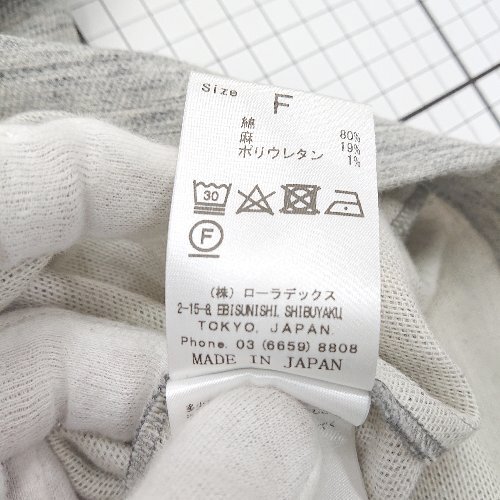 Size F
綿 80%
麻 19%
ポリウレタン 1%
30
F
(株) ローラデックス
2-15-8, EBISUNISHI, SHIBUYAKU,
TOKYO, JAPAN.
Phone. 03 (6659) 8808
MADE IN JAPAN